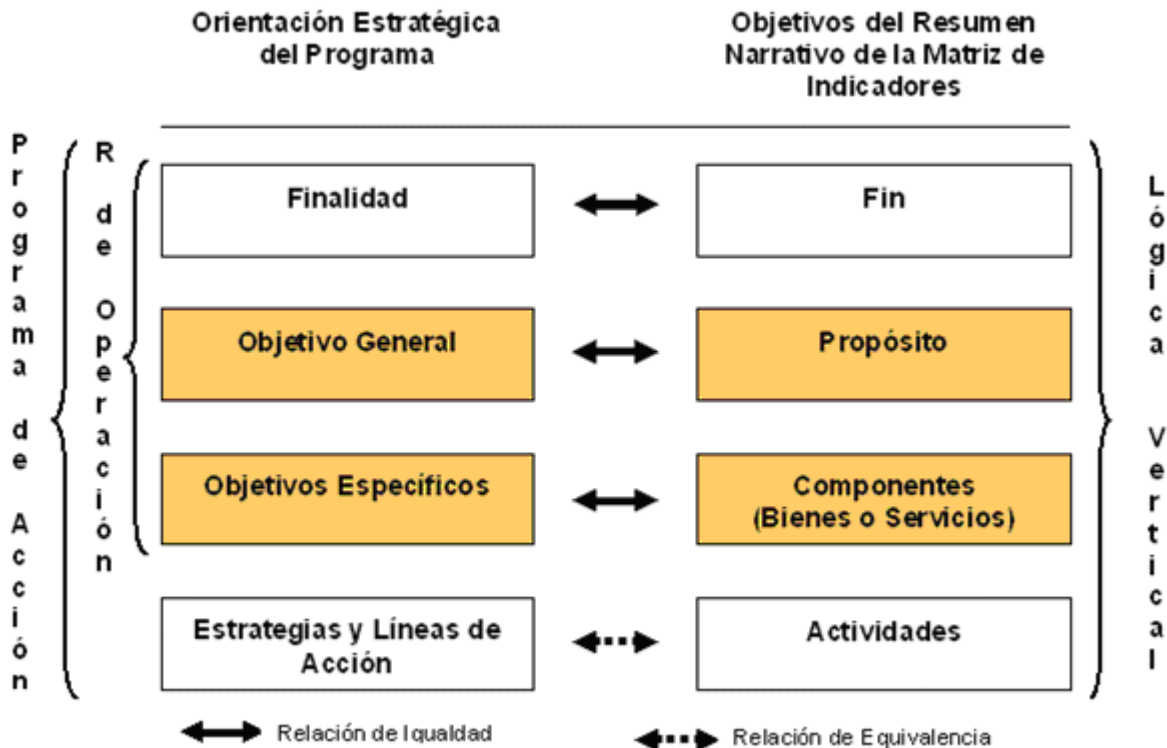 Orientación Estratégica
del Programa
Objetivos del Resumen
Narrativo de la Matriz de
Indicadores
Programa de Acción
R de Operación
Finalidad
Fin
Objetivo General
Propósito
Objetivos Específicos
Componentes
(Bienes o Servicios)
Estrategias y Líneas de
Acción
Actividades
Lógica Vertical
Relación de Igualdad
Relación de Equivalencia